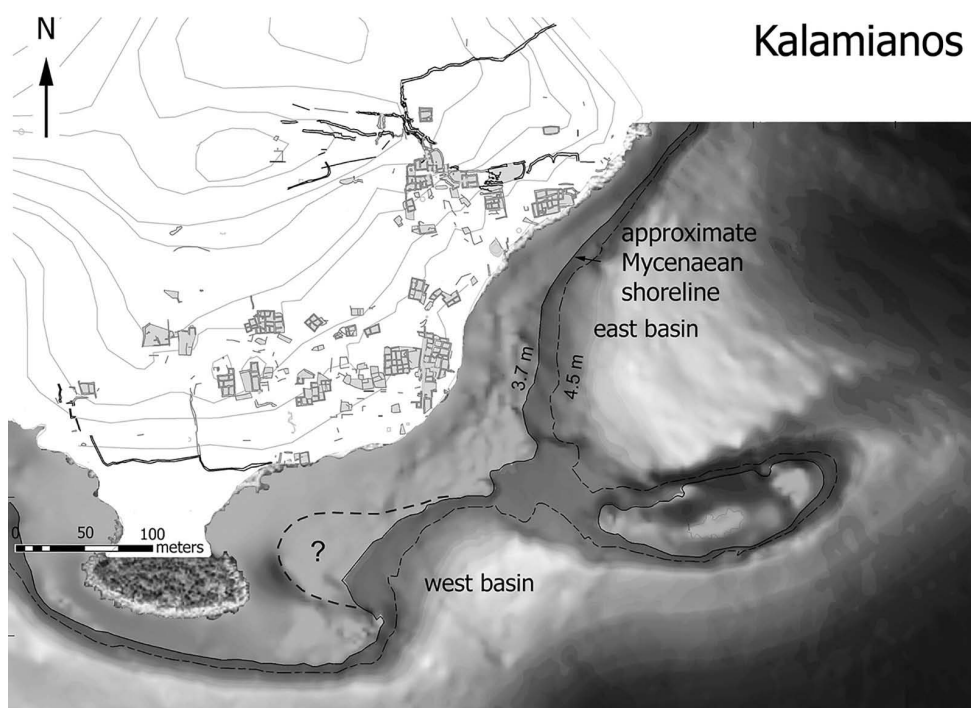 N
Kalamianos
approximate
Mycenaean
shoreline
east basin
3.7 m
4.5 m
0 50 100
meters
?
west basin